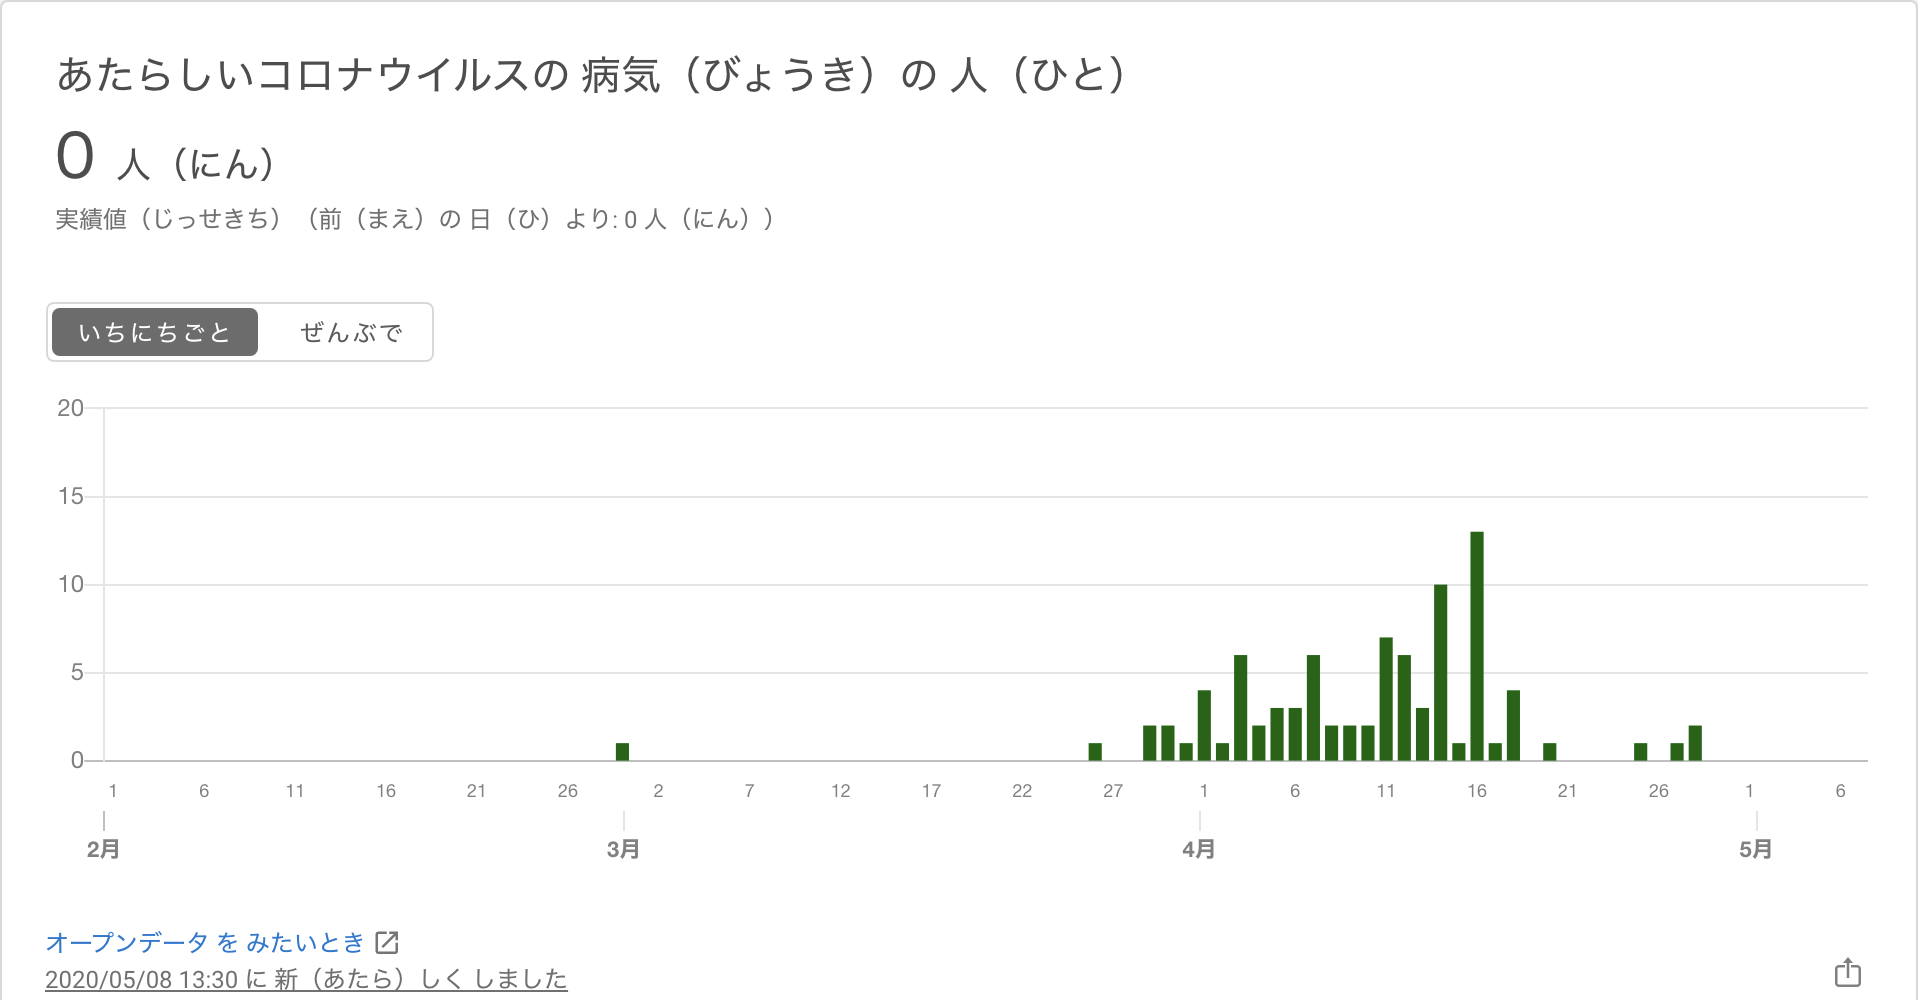 あたらしいコロナウイルスの 病気（びょうき）の 人（ひと）
0 人（にん）
実績値（じっせきち）（前（まえ）の 日（ひ）より: 0 人（にん））
いちにちごと ぜんぶで
20
15
10
5
0
1 6 11 16 21 26 2 7 12 17 22 27 1 6 11 16 21 26 1 6
2月 3月 4月 5月
オープンデータ を みたいとき
2020/05/08 13:30 に 新（あたら）しく しました